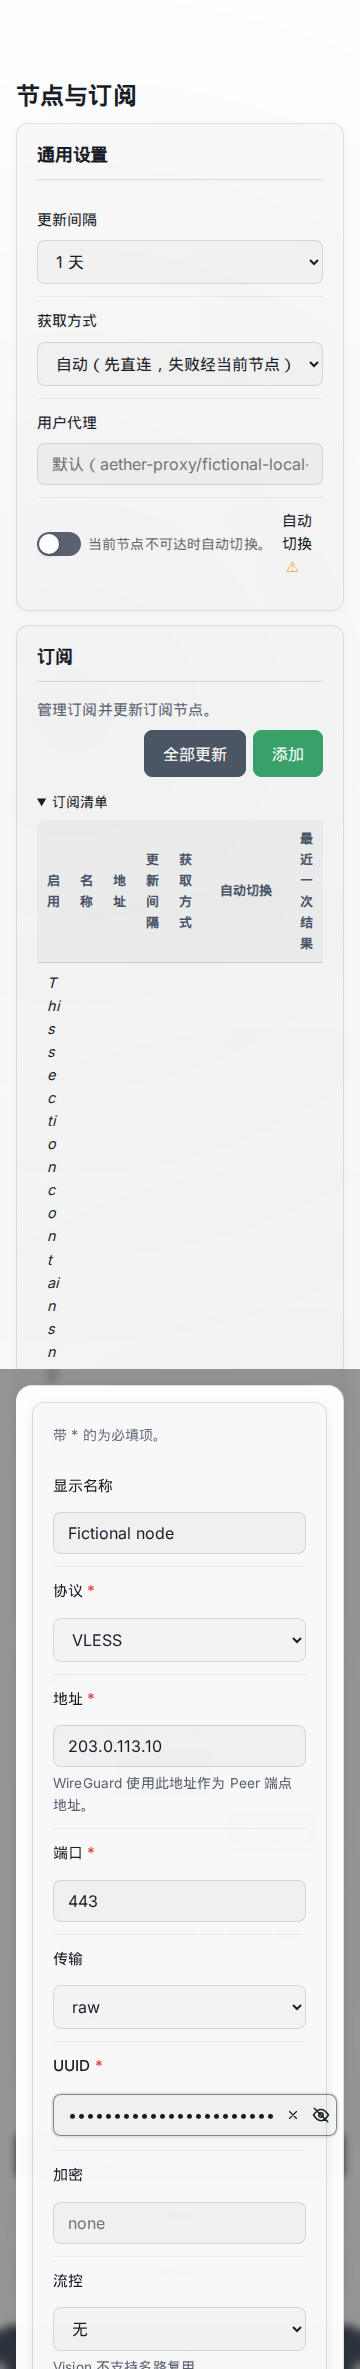 节点与订阅
通用设置
更新间隔
1 天
获取方式
自动（先直连，失败经当前节点）
用户代理
默认（aether-proxy/fictional-local-
当前节点不可达时自动切换。
自动
切换
⚠
订阅
管理订阅并更新订阅节点。
全部更新
添加
▼ 订阅清单
启用
名称
地址
更新间隔
获取方式
自动切换
最近一次结果
T
hi
s
s
e
c
ti
o
n
c
o
n
t
ai
n
s
n
带 * 的为必填项。
显示名称
Fictional node
协议 *
VLESS
地址 *
203.0.113.10
WireGuard 使用此地址作为 Peer 端点
地址。
端口 *
443
传输
raw
UUID *
•••••••••••••••••••••••
加密
none
流控
无
Vision 不支持多路复用